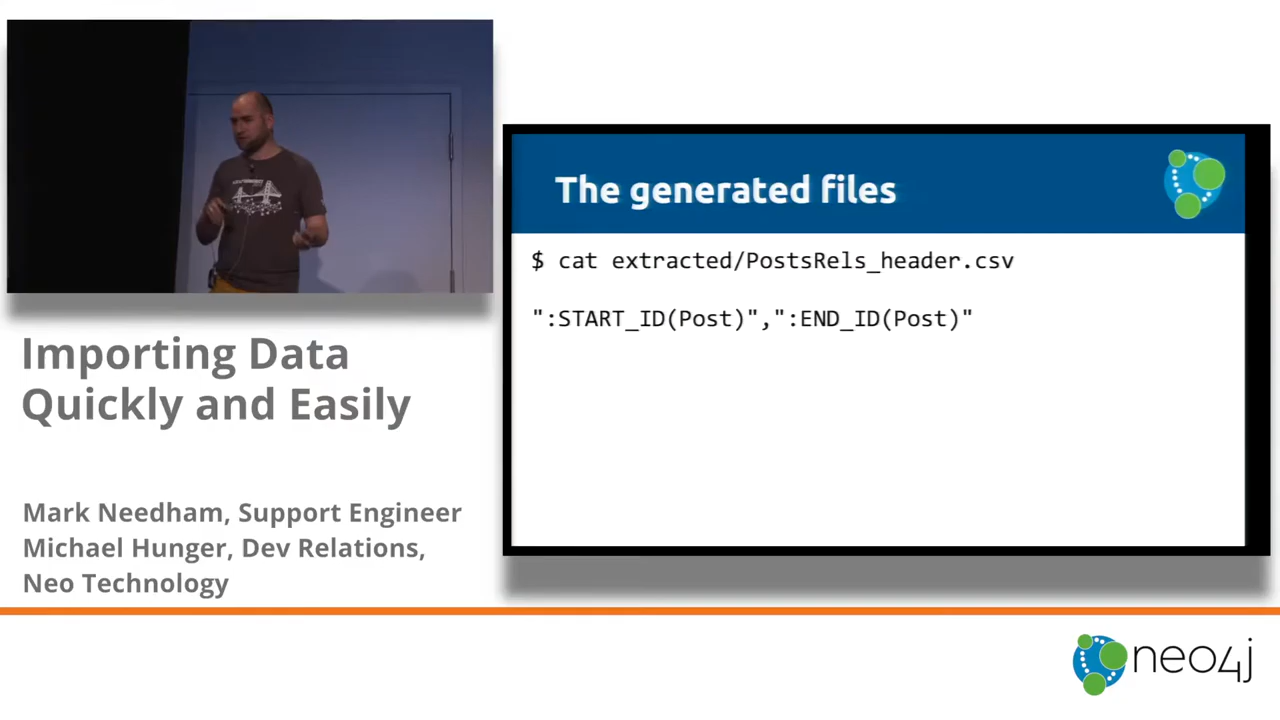 The generated files
$ cat extracted/PostsRels_header.csv
":START_ID(Post)",":END_ID(Post)"
Importing Data
Quickly and Easily
Mark Needham, Support Engineer
Michael Hunger, Dev Relations,
Neo Technology
neo4j